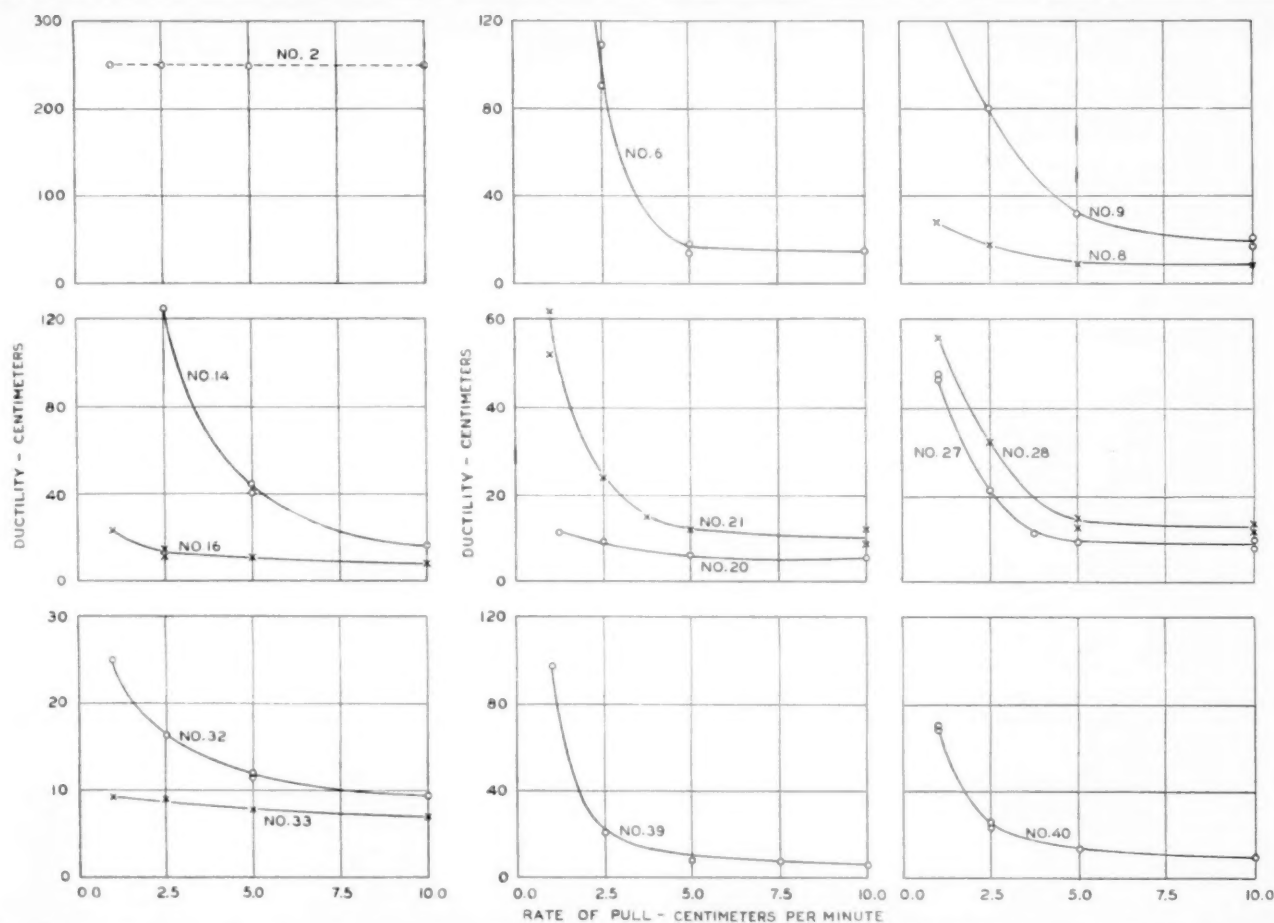 300
200
100
0
NO. 2
120
80
40
0
NO.6
NO.9
NO.8
DUCTILITY - CENTIMETERS
120
80
40
0
NO.14
NO.16
DUCTILITY - CENTIMETERS
60
40
20
0
NO.21
NO.20
NO.27
NO.28
30
20
10
0
NO.32
NO.33
0.0 2.5 5.0 7.5 10.0
120
80
40
0
NO.39
0.0 2.5 5.0 7.5 10.0
NO.40
0.0 2.5 5.0 7.5 10.0
RATE OF PULL - CENTIMETERS PER MINUTE